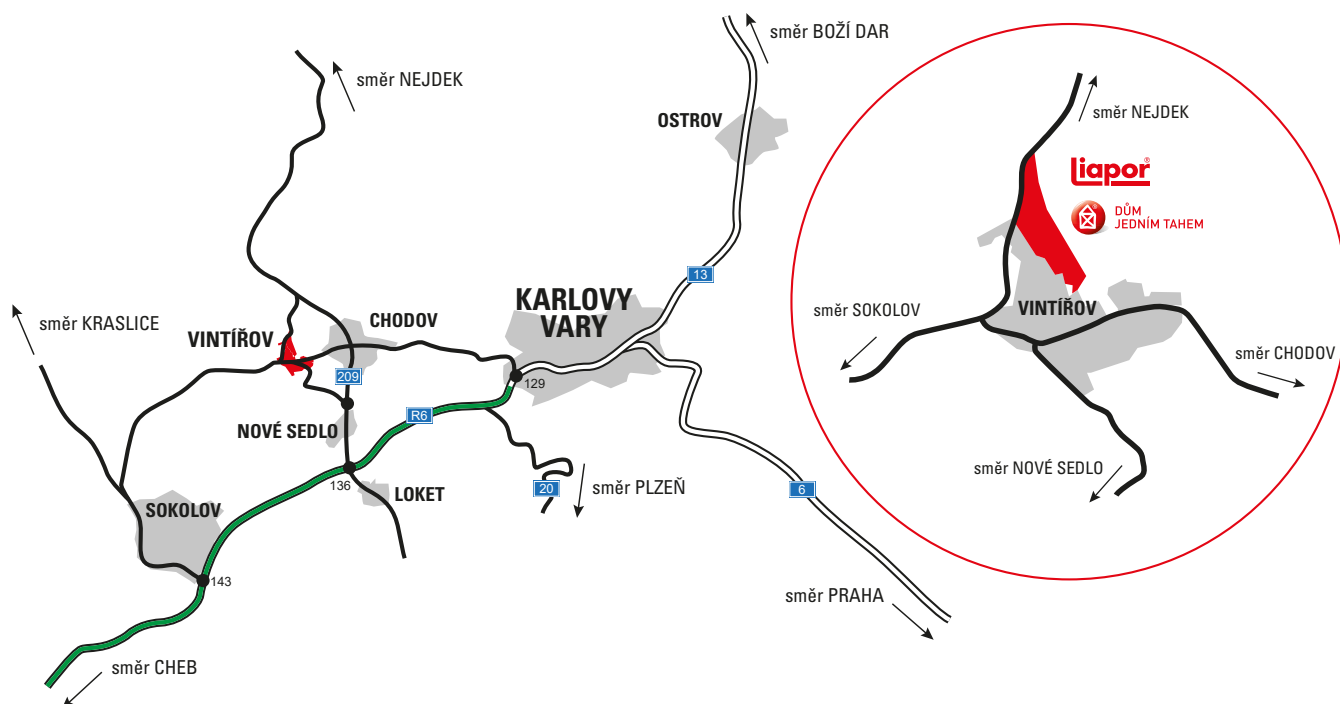 směr BOŽÍ DAR
směr NEJDEK
OSTROV
13
KARLOVY
VARY
směr KRASLICE
VINTÍŘOV
CHODOV
209
129
R6
NOVÉ SEDLO
136
LOKET
20
směr PLZEŇ
6
SOKOLOV
143
směr PRAHA
směr CHEB
směr NEJDEK
Liapor®
DŮM
JEDNÍM TAHEM
směr SOKOLOV
VINTÍŘOV
směr CHODOV
směr NOVÉ SEDLO